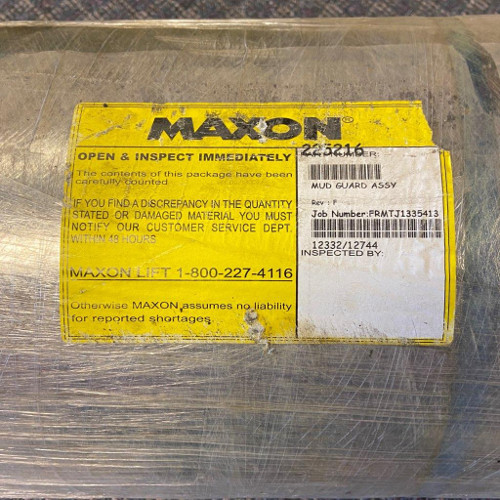 MAXON
OPEN & INSPECT IMMEDIATELY
The contents of this package have been
carefully counted.
IF YOU FIND A DISCREPANCY IN THE QUANTITY
STATED OR DAMAGED MATERIAL YOU MUST
NOTIFY OUR CUSTOMER SERVICE DEPT.
WITHIN 48 HOURS
MAXON LIFT 1-800-227-4116
Otherwise MAXON assumes no liability
for reported shortages.
225216
NUMBER:
MUD GUARD ASSY
Rev : F
Job Number:FRMTJ1335413
12332/12744
INSPECTED BY: